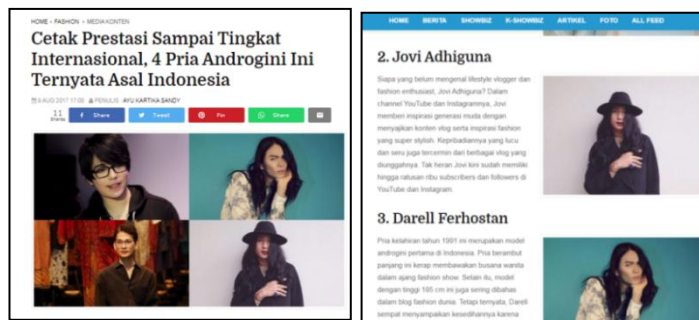 HOME › FASHION › MEDIA KONTEN
Cetak Prestasi Sampai Tingkat
Internasional, 4 Pria Androgini Ini
Ternyata Asal Indonesia
6 AUG 2017 17:00 PENULIS : AYU KARTIKA SANDY
11
Shares
Share
Tweet
Pin
Share
HOME BERITA SHOWBIZ K-SHOWBIZ ARTIKEL FOTO ALL FEED
2. Jovi Adhiguna
Siapa yang belum mengenal lifestyle vlogger dan
fashion enthusiast, Jovi Adhiguna? Dalam
channel YouTube dan Instagramnya, Jovi
memberi inspirasi generasi muda dengan
menyajikan konten vlog serta inspirasi fashion
yang super stylish. Kepribadiannya yang lucu
dan seru juga tercermin dari berbagai vlog yang
diunggahnya. Tak heran Jovi kini sudah memiliki
hingga ratusan ribu subscribers dan followers di
YouTube dan Instagram.
3. Darell Ferhostan
Pria kelahiran tahun 1991 ini merupakan model
androgini pertama di Indonesia. Pria berambut
panjang ini kerap membawakan busana wanita
dalam ajang fashion show. Selain itu, model
dengan tinggi 185 cm ini juga sering dibahas
dalam blog fashion dunia. Tetapi ternyata, Darell
sempat menyampaikan kesedihannya karena